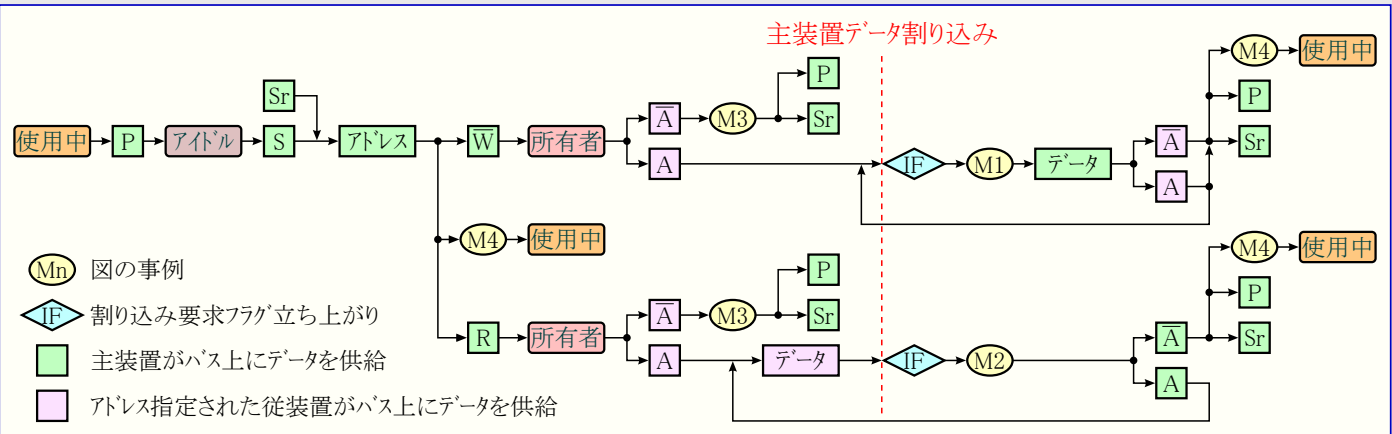 主装置データ割り込み
M4 使用中
P
Sr P
使用中 P アイドル S アドレス W̅ 所有者 A̅ M3 Sr A̅ Sr
A IF M1 データ A
M4 使用中
Mn 図の事例
P M4 使用中
IF 割り込み要求フラグ立ち上がり
P
R 所有者 A̅ M3 Sr A̅ Sr
主装置がバス上にデータを供給
A データ IF M2 A
アドレス指定された従装置がバス上にデータを供給